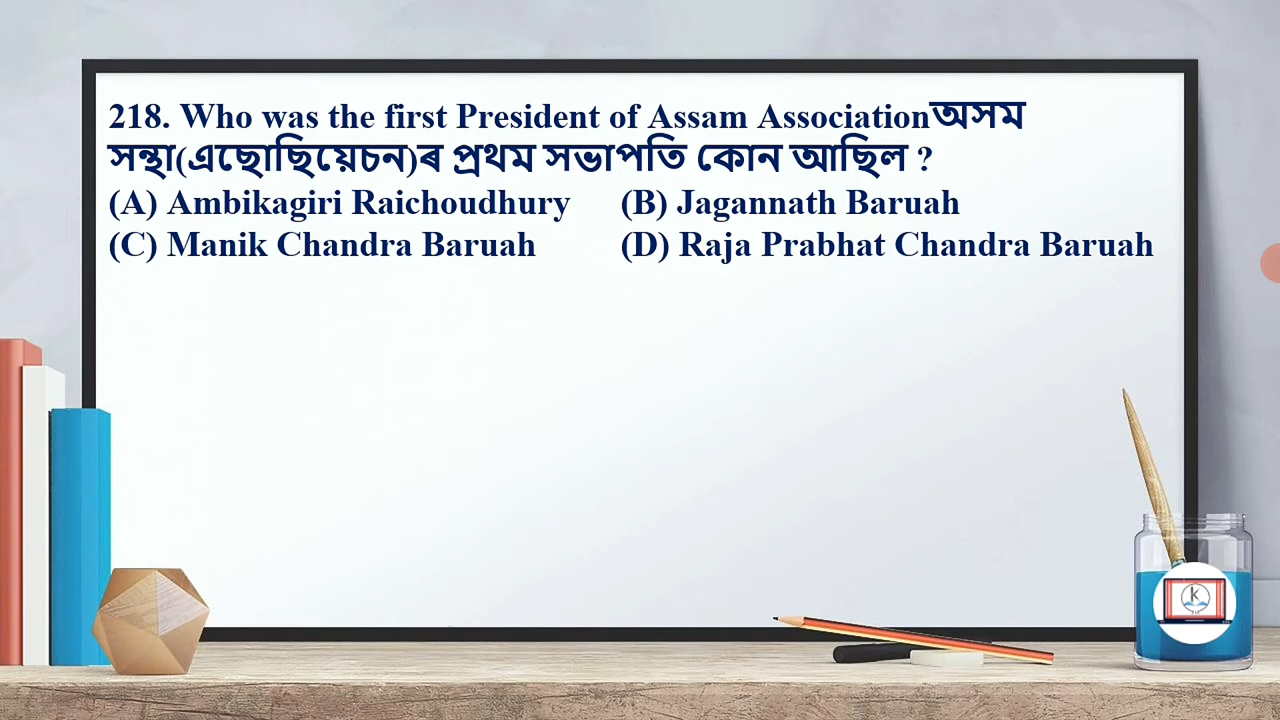 218. Who was the first President of Assam Associationঅসম
সন্থা(এছোছিয়েচন)ৰ প্ৰথম সভাপতি কোন আছিল ?
(A) Ambikagiri Raichoudhury (B) Jagannath Baruah
(C) Manik Chandra Baruah (D) Raja Prabhat Chandra Baruah
K